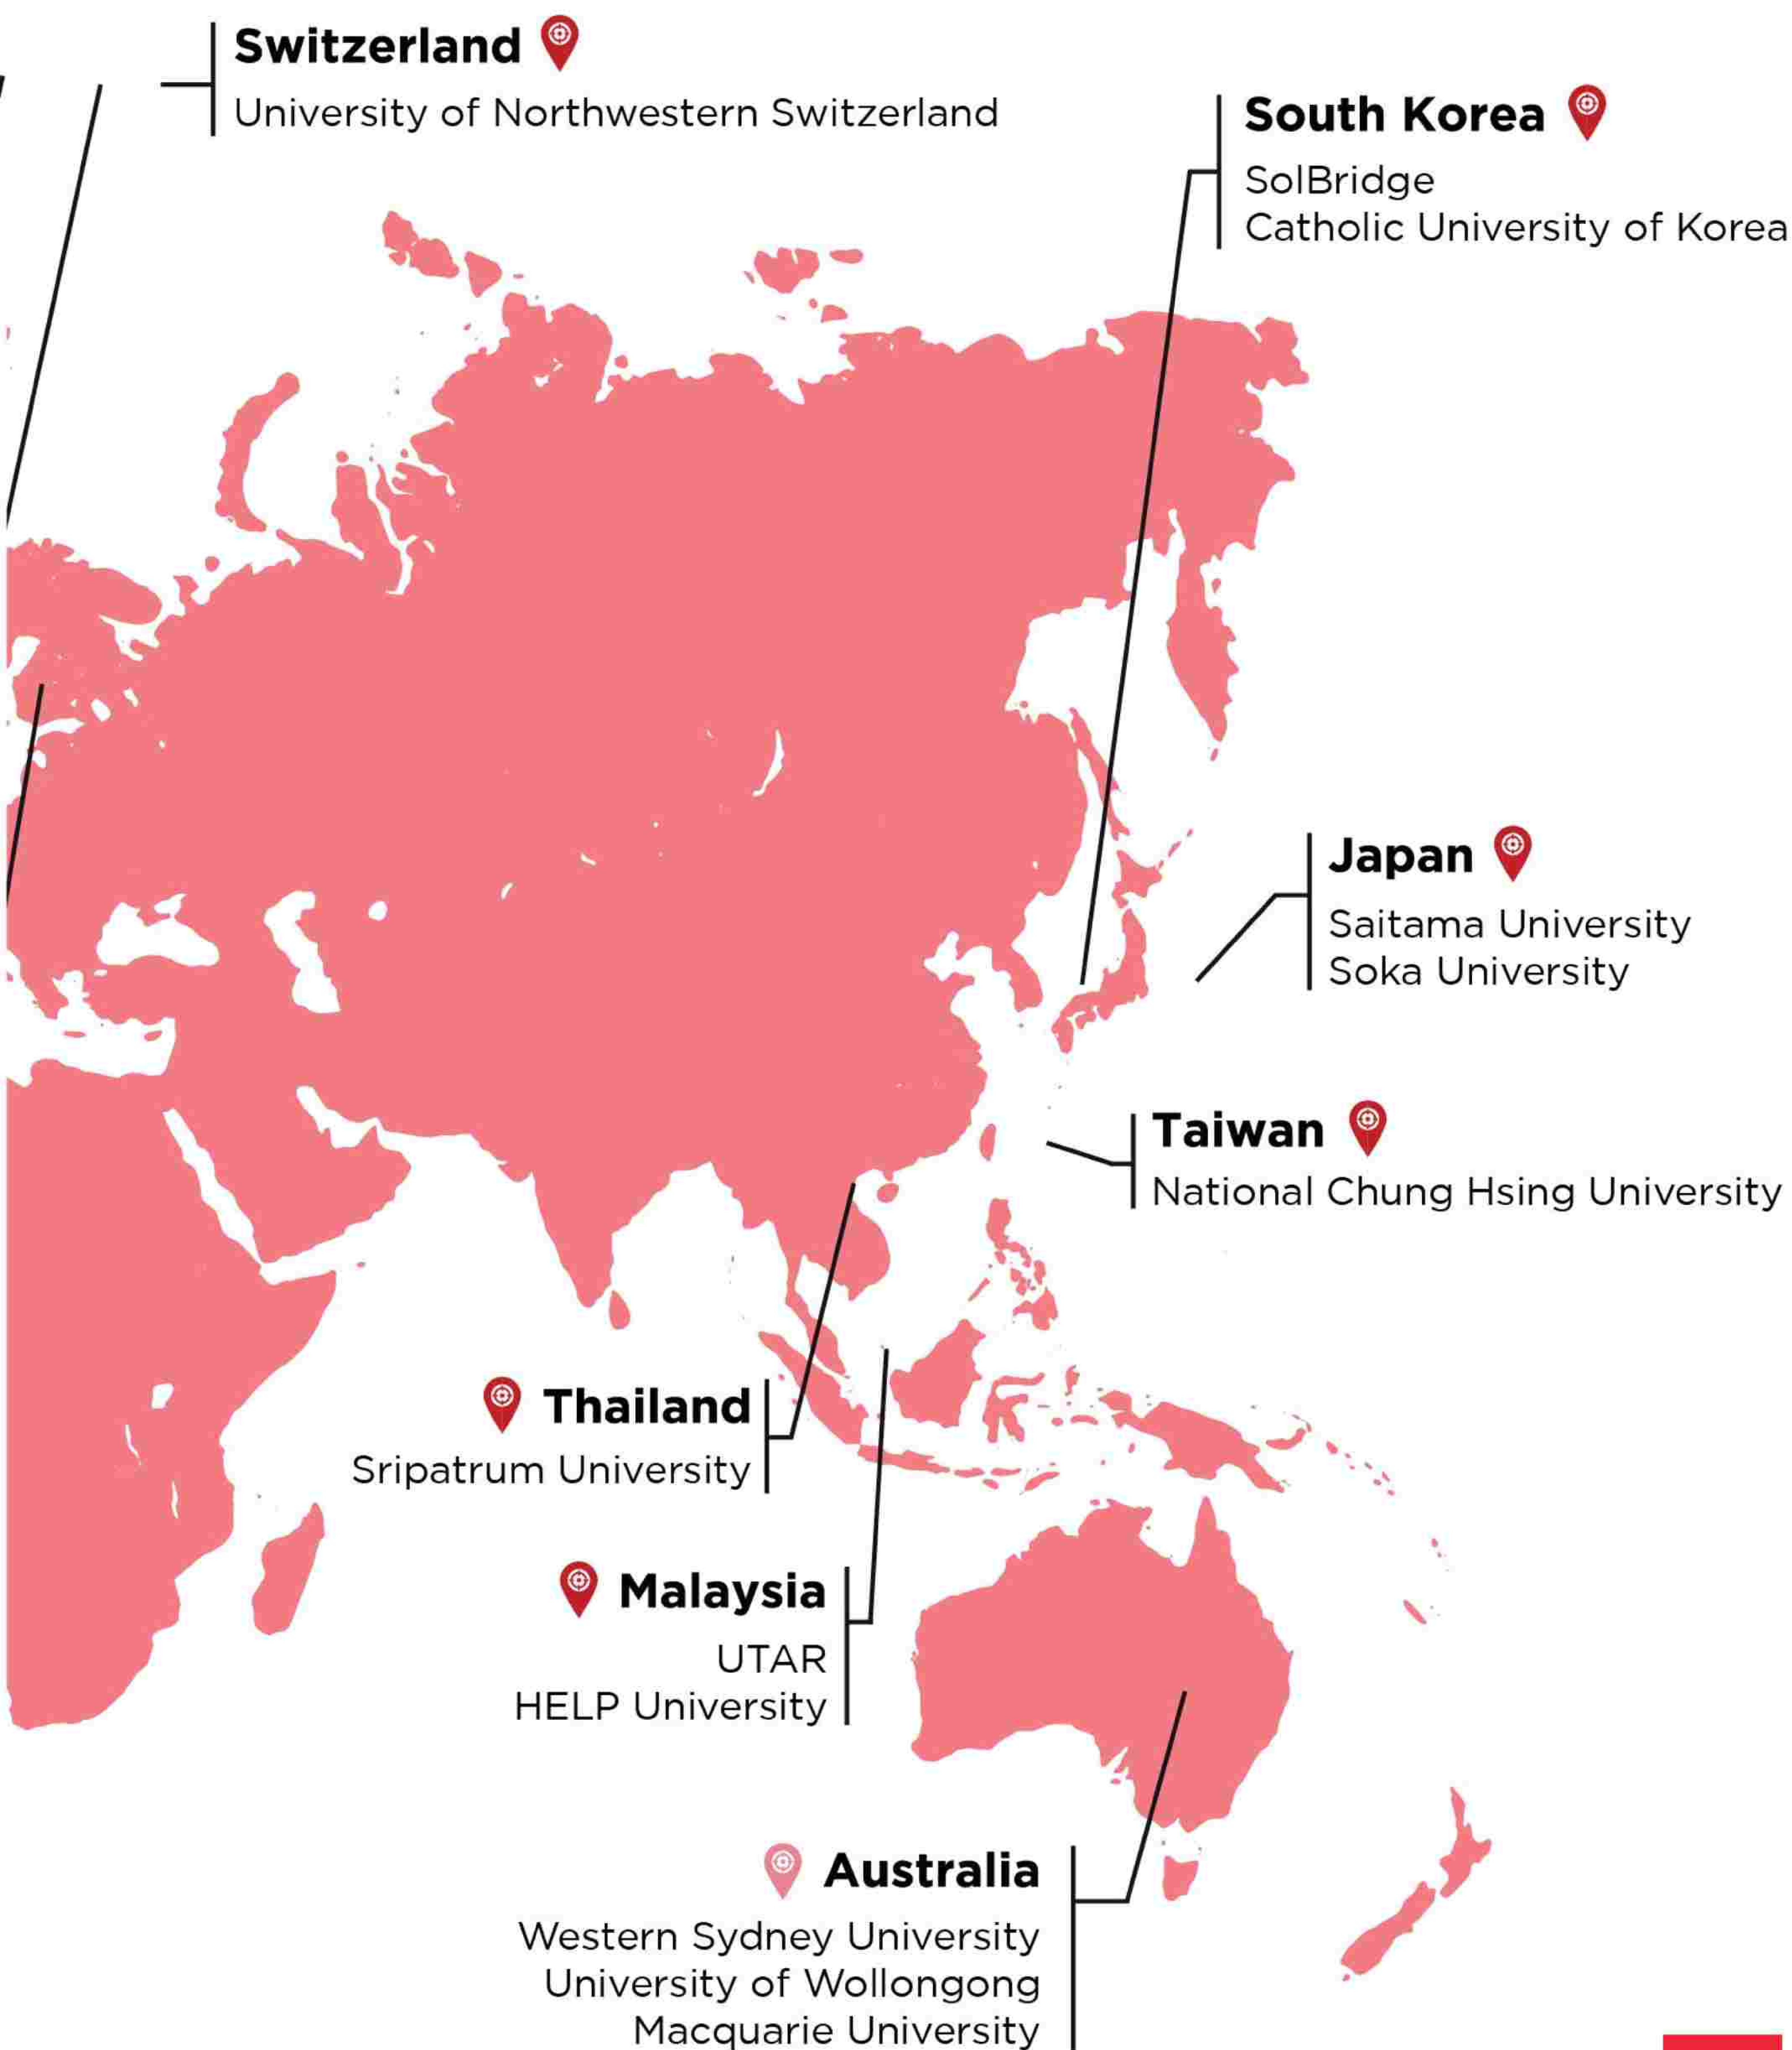 Switzerland
University of Northwestern Switzerland
South Korea
SolBridge
Catholic University of Korea
Japan
Saitama University
Soka University
Taiwan
National Chung Hsing University
Thailand
Sripatrum University
Malaysia
UTAR
HELP University
Australia
Western Sydney University
University of Wollongong
Macquarie University